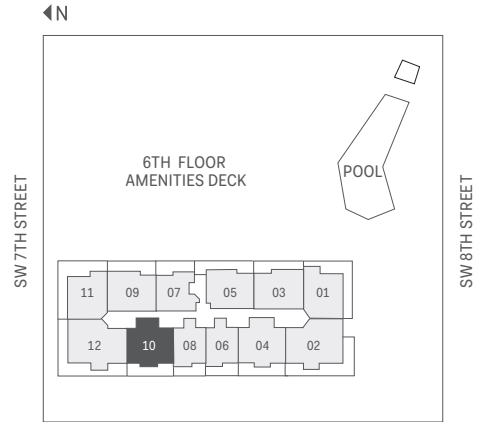 N
6TH FLOOR
AMENITIES DECK
POOL
SW 7TH STREET
SW 8TH STREET
11 09 07 05 03 01
12 10 08 06 04 02